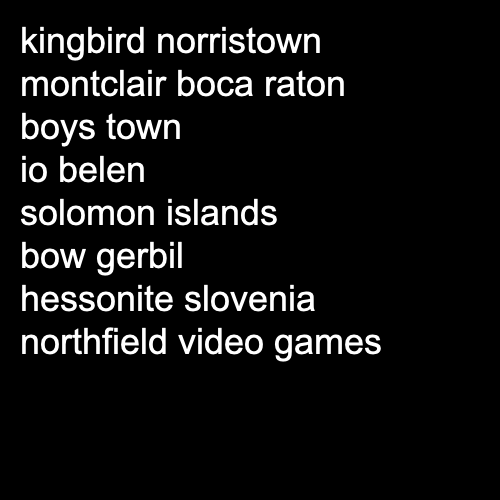 kingbird norristown
montclair boca raton
boys town
io belen
solomon islands
bow gerbil
hessonite slovenia
northfield video games